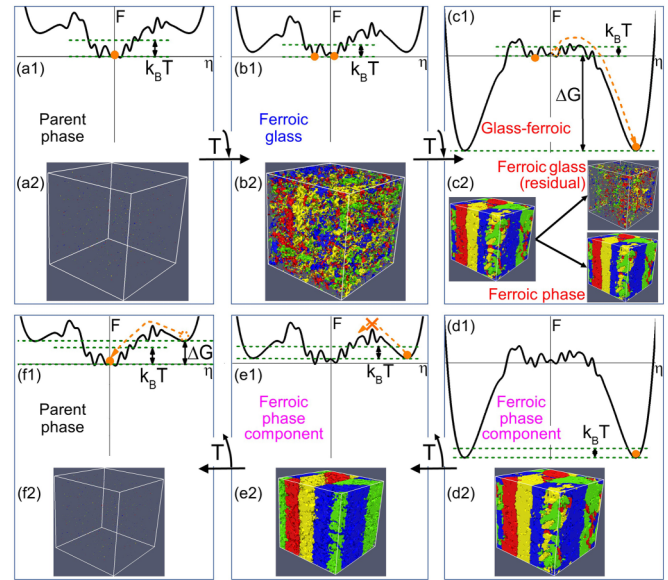 F
η
k_BT
(a1)
Parent
phase
(a2)
T
F
η
k_BT
(b1)
Ferroic
glass
(b2)
T
(c1)
F
η
k_BT
ΔG
Glass-ferroic
Ferroic glass
(residual)
(c2)
Ferroic phase
F
η
ΔG
k_BT
(f1)
Parent
phase
(f2)
T
F
η
k_BT
(e1)
Ferroic
phase
component
(e2)
T
(d1)
F
η
Ferroic
phase
component
k_BT
(d2)